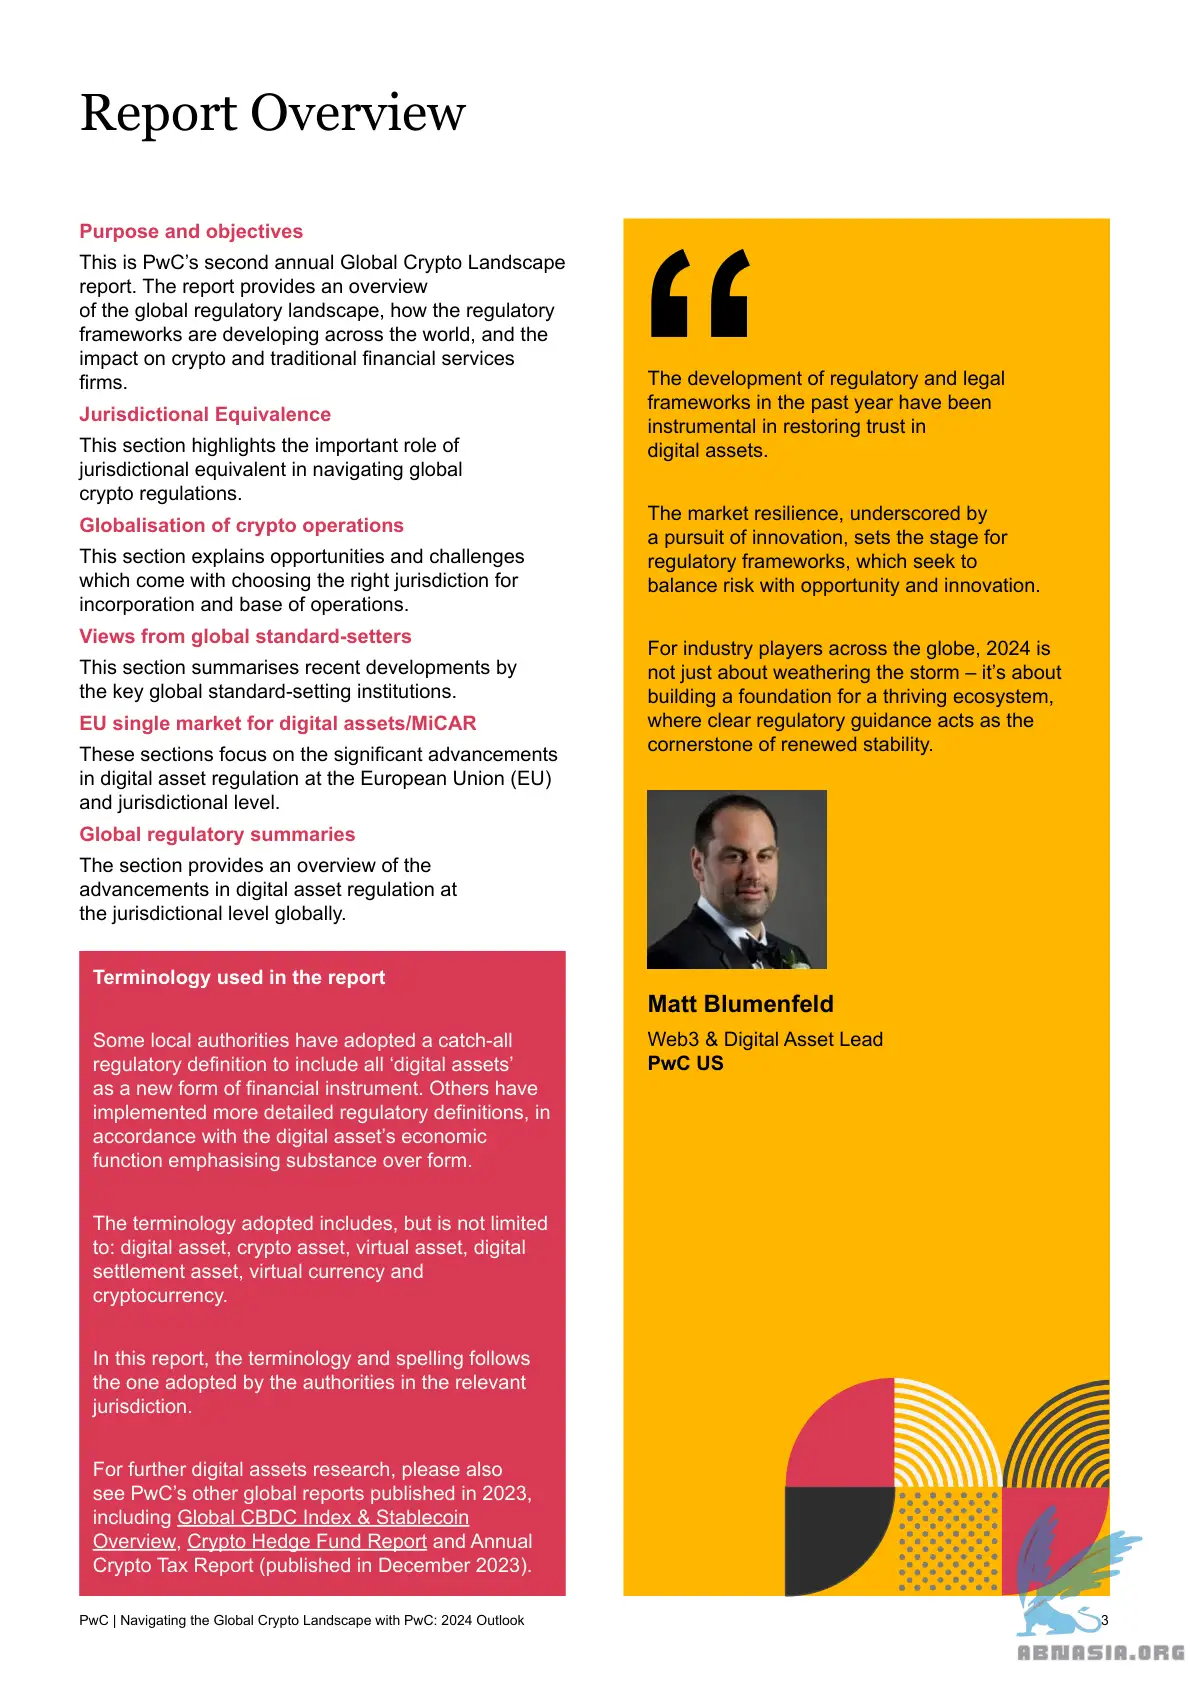 Report Overview
Purpose and objectives
This is PwC’s second annual Global Crypto Landscape
report. The report provides an overview
of the global regulatory landscape, how the regulatory
frameworks are developing across the world, and the
impact on crypto and traditional financial services
firms.
Jurisdictional Equivalence
This section highlights the important role of
jurisdictional equivalent in navigating global
crypto regulations.
Globalisation of crypto operations
This section explains opportunities and challenges
which come with choosing the right jurisdiction for
incorporation and base of operations.
Views from global standard-setters
This section summarises recent developments by
the key global standard-setting institutions.
EU single market for digital assets/MiCAR
These sections focus on the significant advancements
in digital asset regulation at the European Union (EU)
and jurisdictional level.
Global regulatory summaries
The section provides an overview of the
advancements in digital asset regulation at
the jurisdictional level globally.
Terminology used in the report
Some local authorities have adopted a catch-all
regulatory definition to include all ‘digital assets’
as a new form of financial instrument. Others have
implemented more detailed regulatory definitions, in
accordance with the digital asset’s economic
function emphasising substance over form.
The terminology adopted includes, but is not limited
to: digital asset, crypto asset, virtual asset, digital
settlement asset, virtual currency and
cryptocurrency.
In this report, the terminology and spelling follows
the one adopted by the authorities in the relevant
jurisdiction.
For further digital assets research, please also
see PwC’s other global reports published in 2023,
including Global CBDC Index & Stablecoin
Overview, Crypto Hedge Fund Report and Annual
Crypto Tax Report (published in December 2023).
“
The development of regulatory and legal
frameworks in the past year have been
instrumental in restoring trust in
digital assets.
The market resilience, underscored by
a pursuit of innovation, sets the stage for
regulatory frameworks, which seek to
balance risk with opportunity and innovation.
For industry players across the globe, 2024 is
not just about weathering the storm – it’s about
building a foundation for a thriving ecosystem,
where clear regulatory guidance acts as the
cornerstone of renewed stability.
Matt Blumenfeld
Web3 & Digital Asset Lead
PwC US
PwC | Navigating the Global Crypto Landscape with PwC: 2024 Outlook
3
ABNASIA.ORG